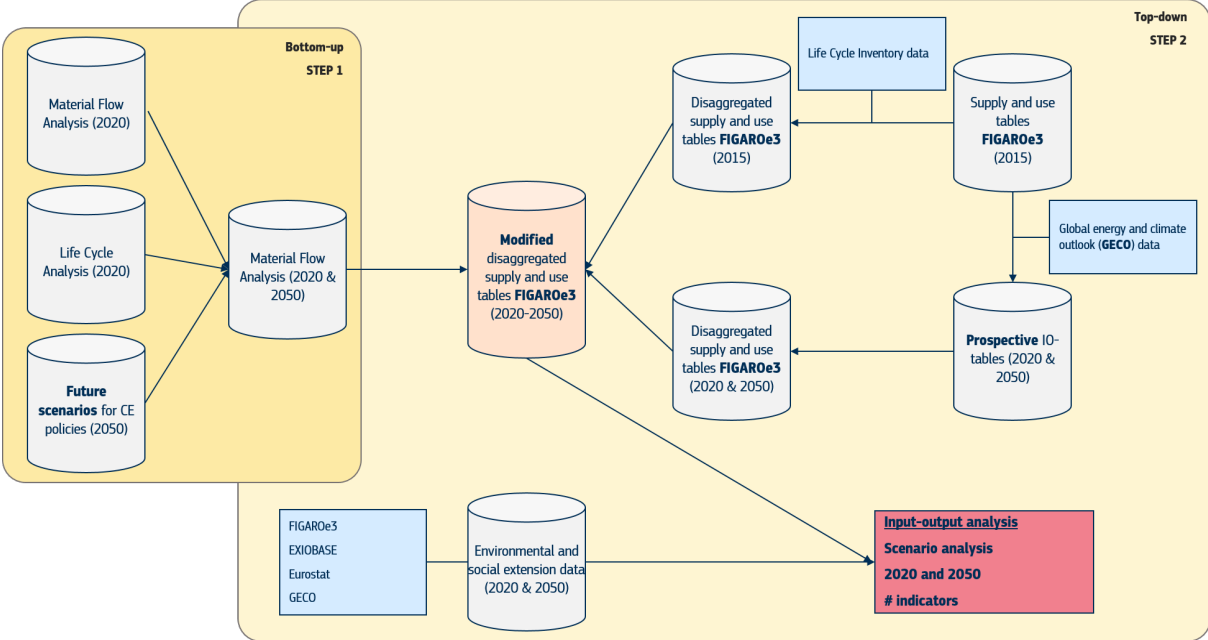 Bottom-up
STEP 1
Material Flow
Analysis (2020)
Life Cycle
Analysis (2020)
Future
scenarios for CE
policies (2050)
Material Flow
Analysis (2020 &
2050)
Top-down
STEP 2
Life Cycle Inventory data
Disaggregated
supply and use
tables FIGAROe3
(2015)
Supply and use
tables
FIGAROe3
(2015)
Global energy and climate
outlook (GECO) data
Modified
disaggregated
supply and use
tables FIGAROe3
(2020-2050)
Disaggregated
supply and use
tables FIGAROe3
(2020 & 2050)
Prospective IO-
tables (2020 &
2050)
FIGAROe3
EXIOBASE
Eurostat
GECO
Environmental and
social extension data
(2020 & 2050)
Input-output analysis
Scenario analysis
2020 and 2050
# indicators